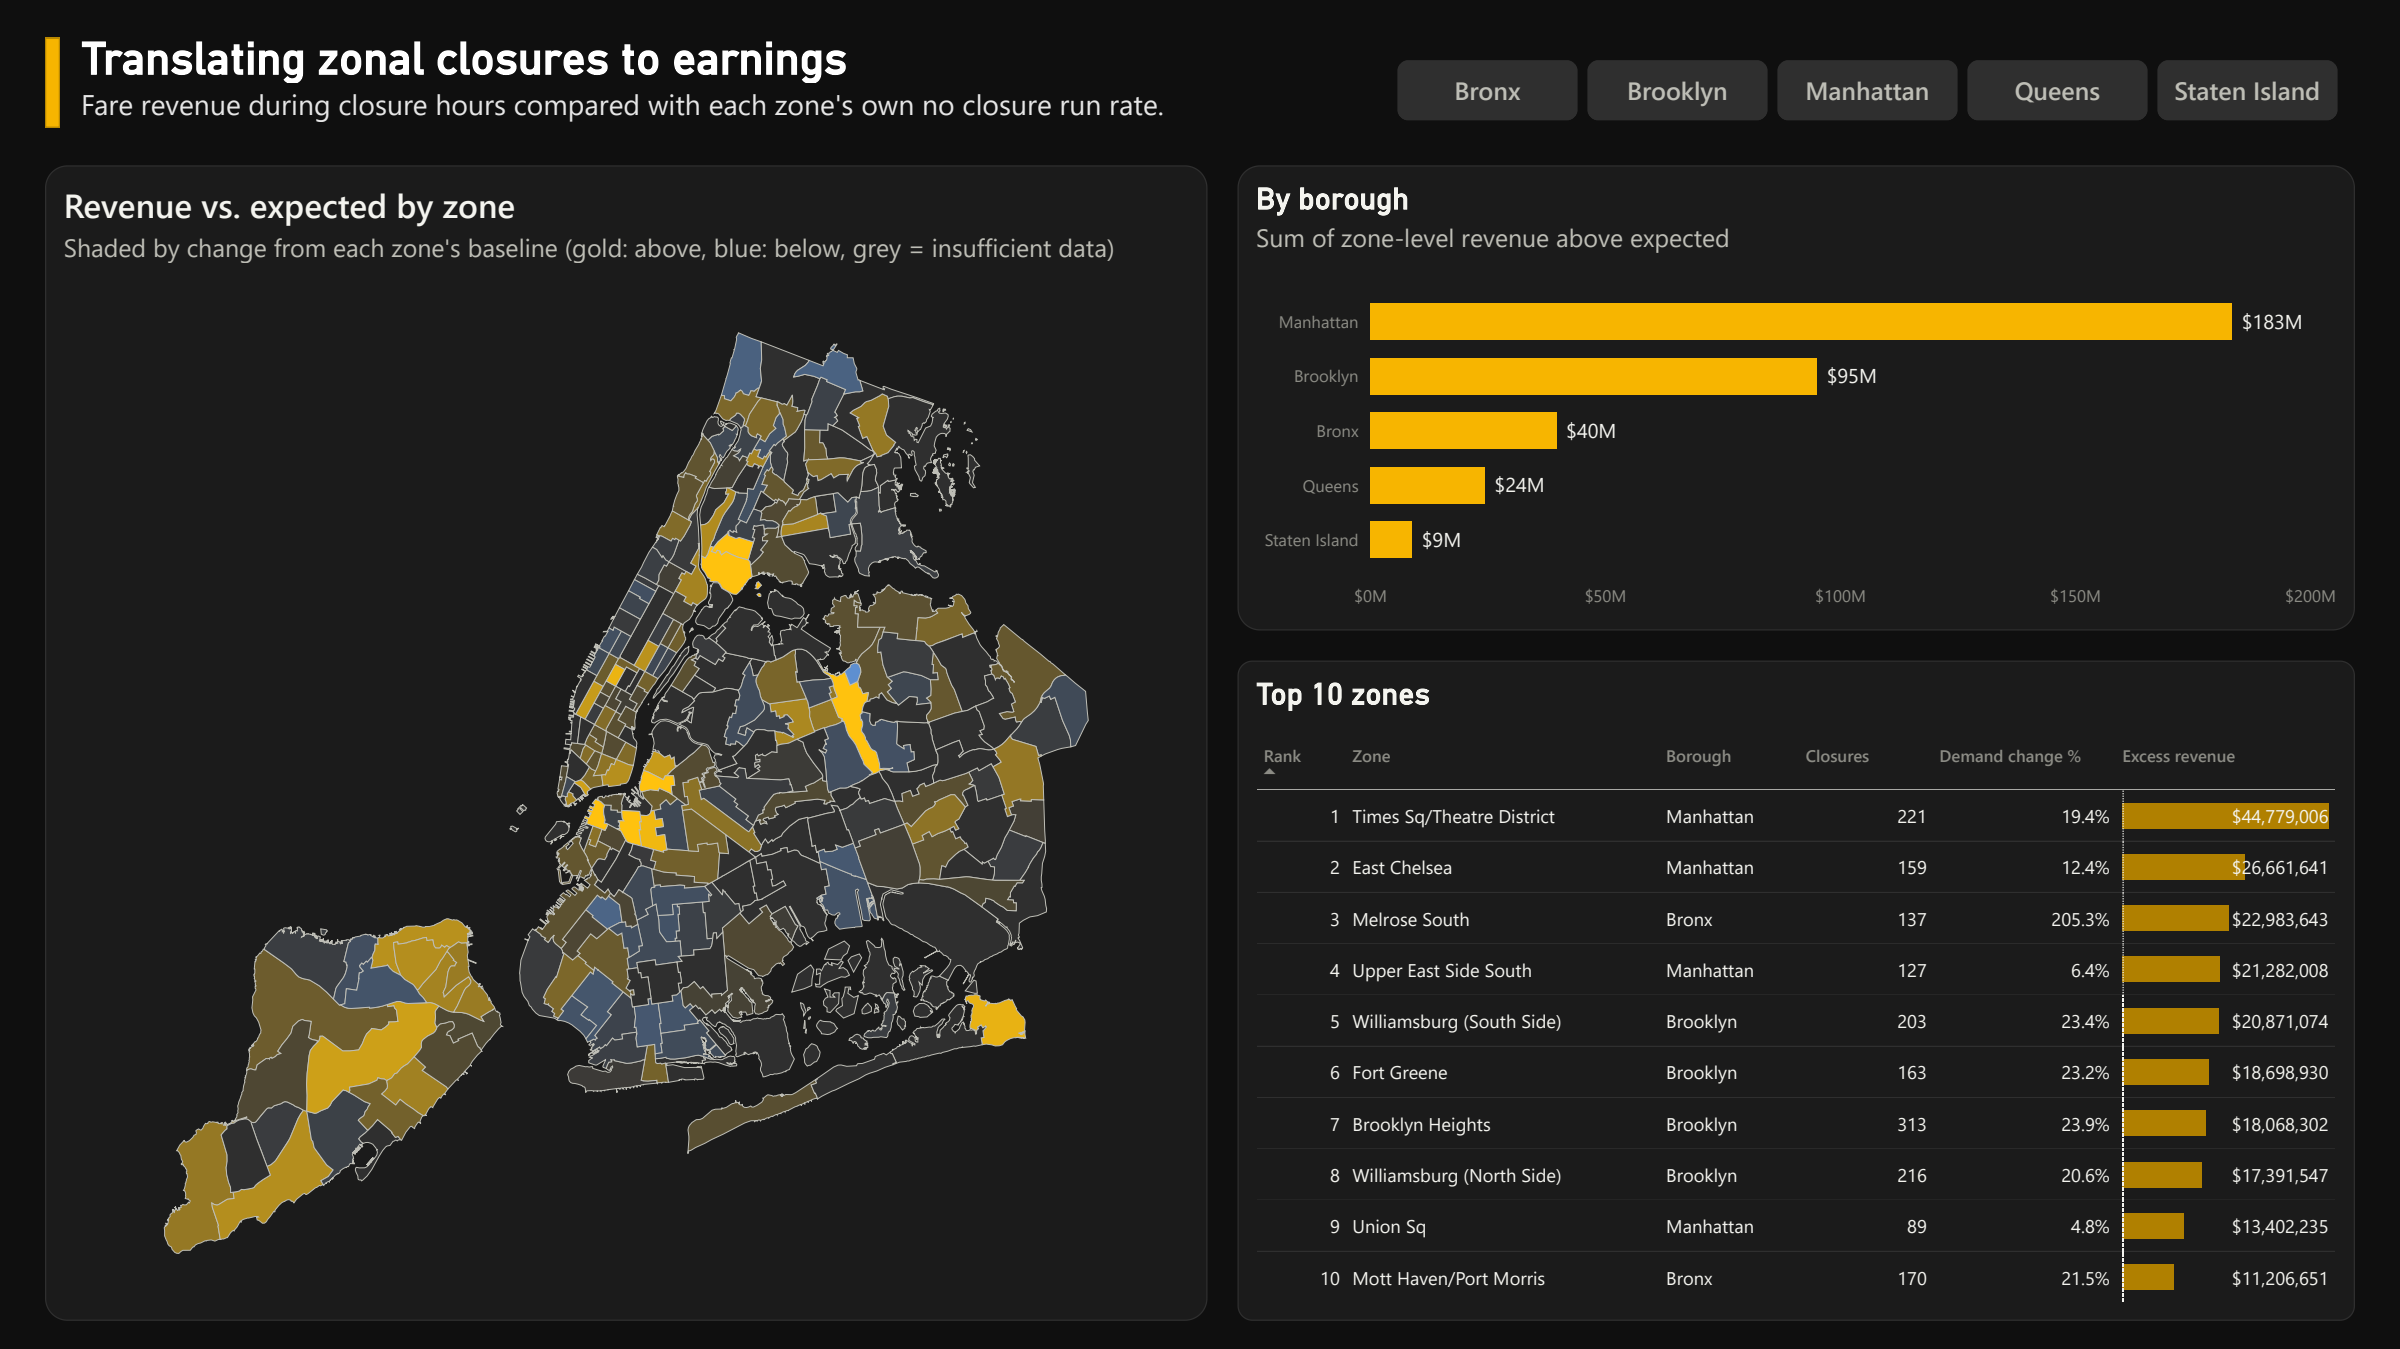 Translating zonal closures to earnings
Fare revenue during closure hours compared with each zone's own no closure run rate.
Bronx
Brooklyn
Manhattan
Queens
Staten Island
Revenue vs. expected by zone
Shaded by change from each zone's baseline (gold: above, blue: below, grey = insufficient data)
By borough
Sum of zone-level revenue above expected
Manhattan $183M
Brooklyn $95M
Bronx $40M
Queens $24M
Staten Island $9M
$0M $50M $100M $150M $200M
Top 10 zones
Rank Zone Borough Closures Demand change % Excess revenue
1 Times Sq/Theatre District Manhattan 221 19.4% $44,779,006
2 East Chelsea Manhattan 159 12.4% $26,661,641
3 Melrose South Bronx 137 205.3% $22,983,643
4 Upper East Side South Manhattan 127 6.4% $21,282,008
5 Williamsburg (South Side) Brooklyn 203 23.4% $20,871,074
6 Fort Greene Brooklyn 163 23.2% $18,698,930
7 Brooklyn Heights Brooklyn 313 23.9% $18,068,302
8 Williamsburg (North Side) Brooklyn 216 20.6% $17,391,547
9 Union Sq Manhattan 89 4.8% $13,402,235
10 Mott Haven/Port Morris Bronx 170 21.5% $11,206,651